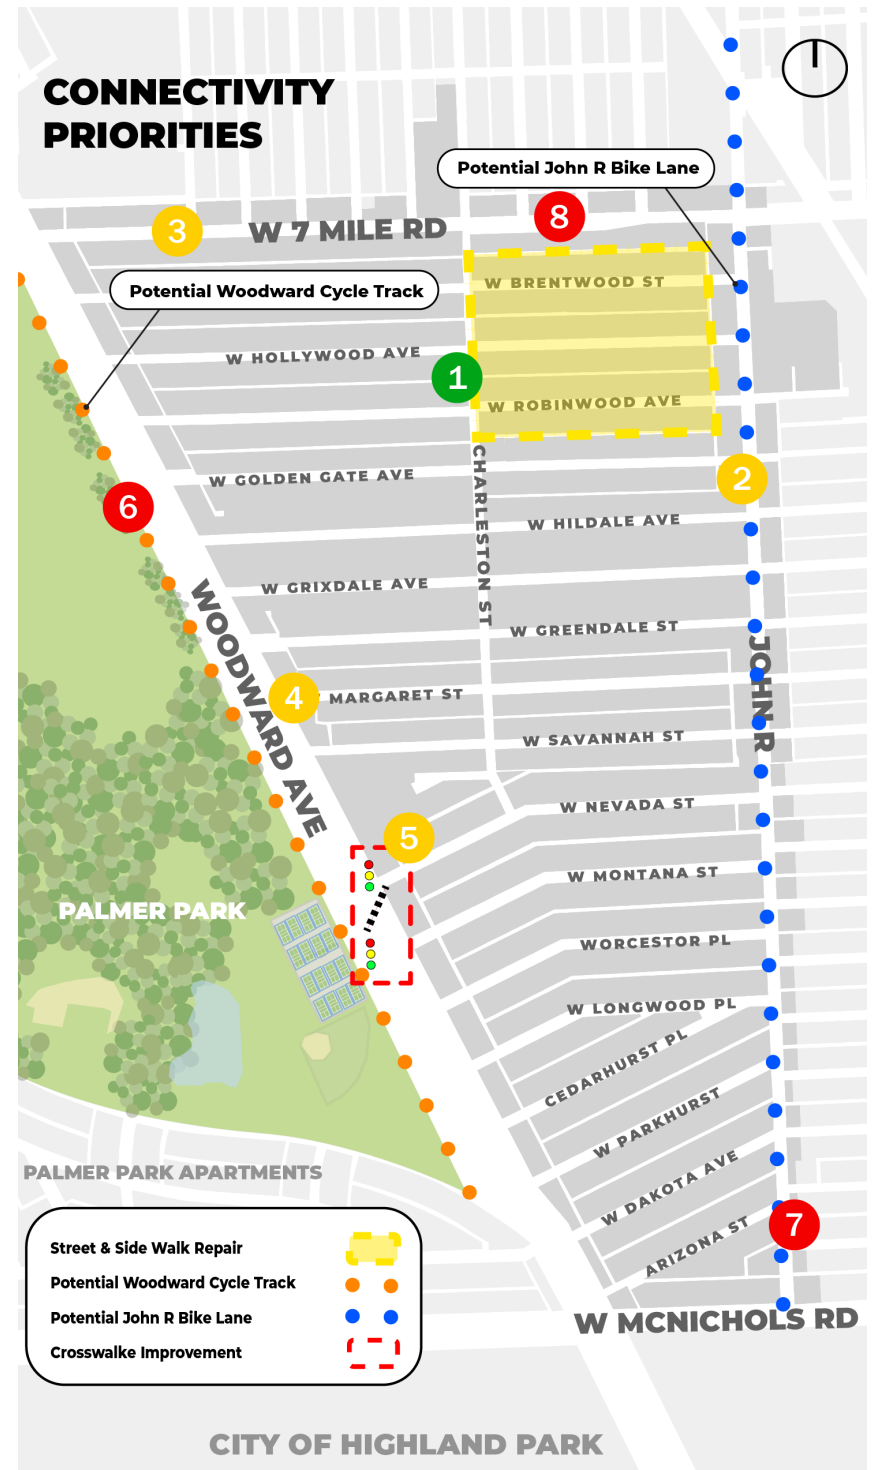 CONNECTIVITY
PRIORITIES
Potential John R Bike Lane
8
3
W 7 MILE RD
W BRENTWOOD ST
Potential Woodward Cycle Track
W HOLLYWOOD AVE
1
W ROBINWOOD AVE
W GOLDEN GATE AVE
CHARLESTON ST
2
6
W HILDALE AVE
W GRIXDALE AVE
WOODWARD AVE
W GREENDALE ST
JOHN R
4
MARGARET ST
W SAVANNAH ST
W NEVADA ST
5
W MONTANA ST
PALMER PARK
WORCESTOR PL
W LONGWOOD PL
CEDARHURST PL
W PARKHURST
PALMER PARK APARTMENTS
W DAKOTA AVE
7
ARIZONA ST
Street & Side Walk Repair
Potential Woodward Cycle Track
Potential John R Bike Lane
Crosswalke Improvement
W MCNICHOLS RD
CITY OF HIGHLAND PARK